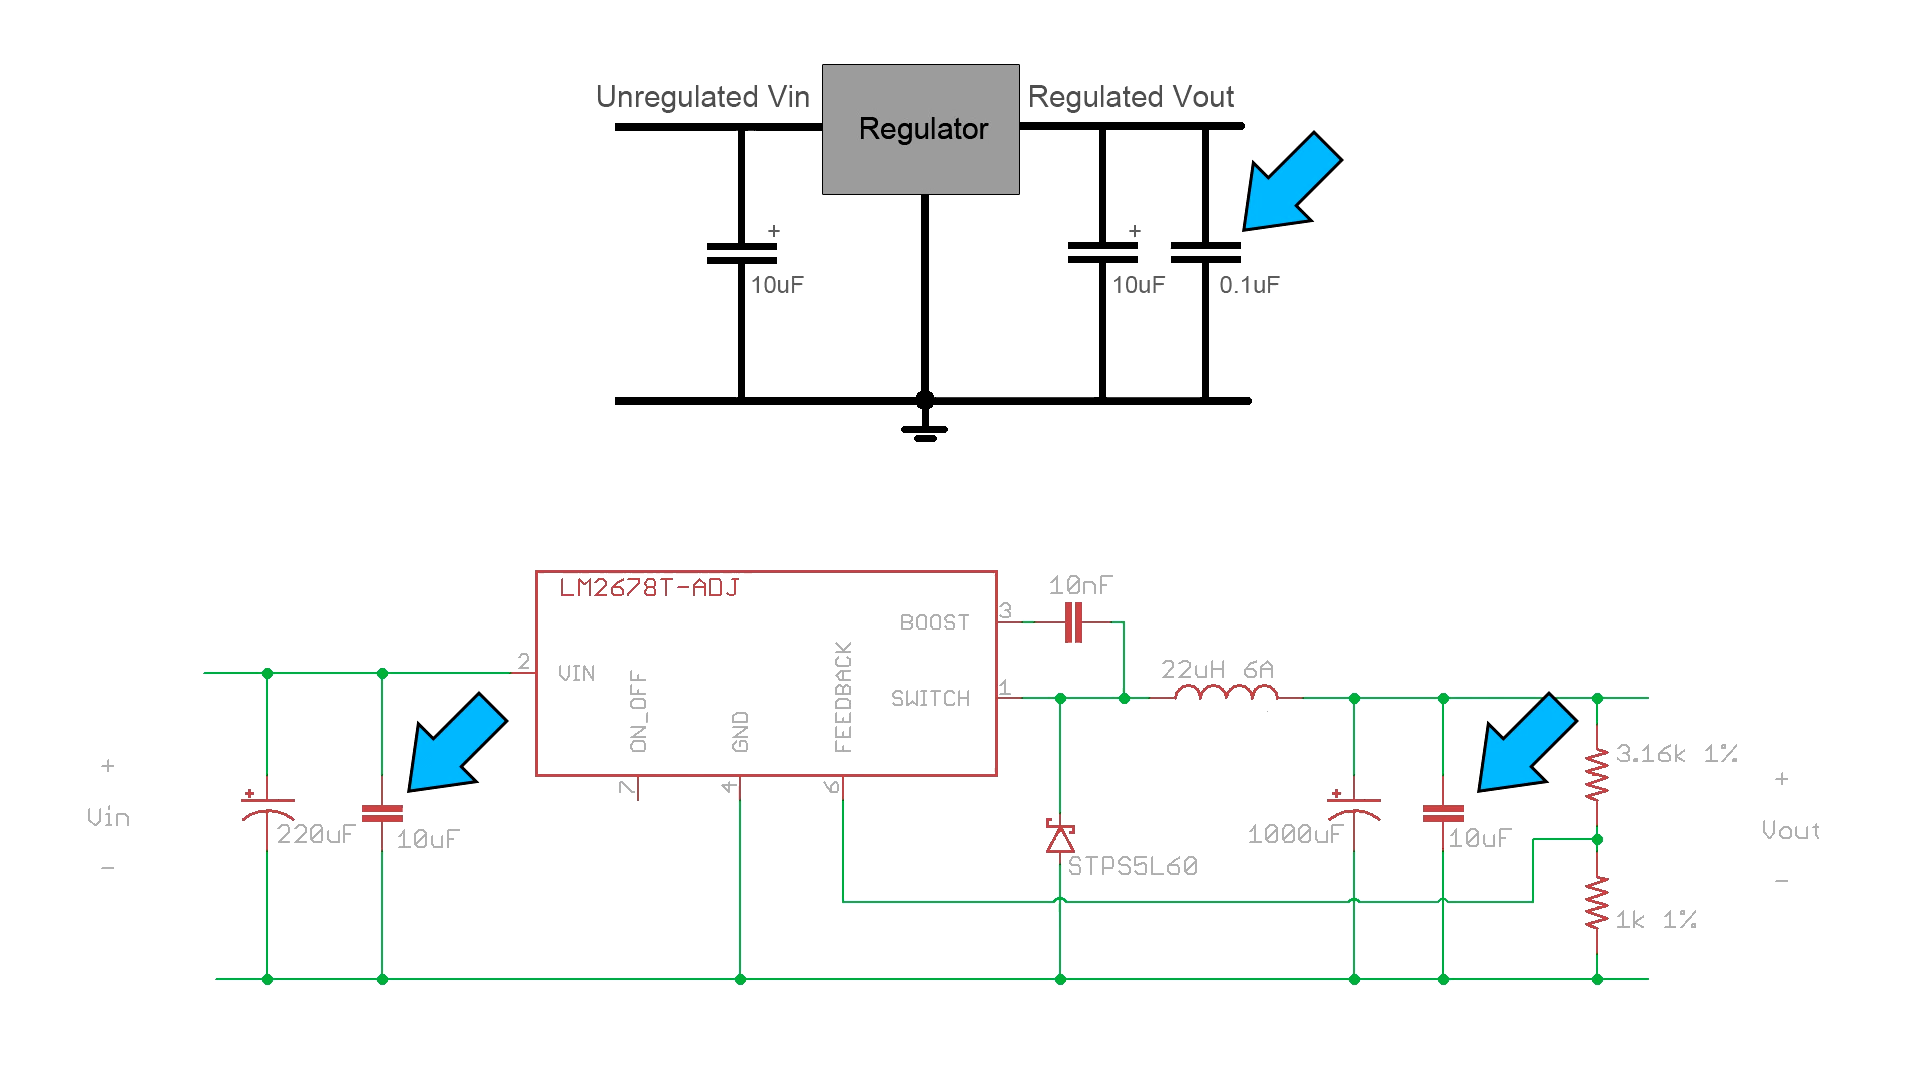 Unregulated Vin
Regulator
Regulated Vout
+
10uF
+
10uF
0.1uF
LM2678T-ADJ
10nF
BOOST
3
2
VIN
ON_OFF
GND
FEEDBACK
SWITCH
1
22uH 6A
7
4
6
+
Vin
-
+
220uF
10uF
STPS5L60
+
1000uF
10uF
3.16k 1%
1k 1%
+
Vout
-